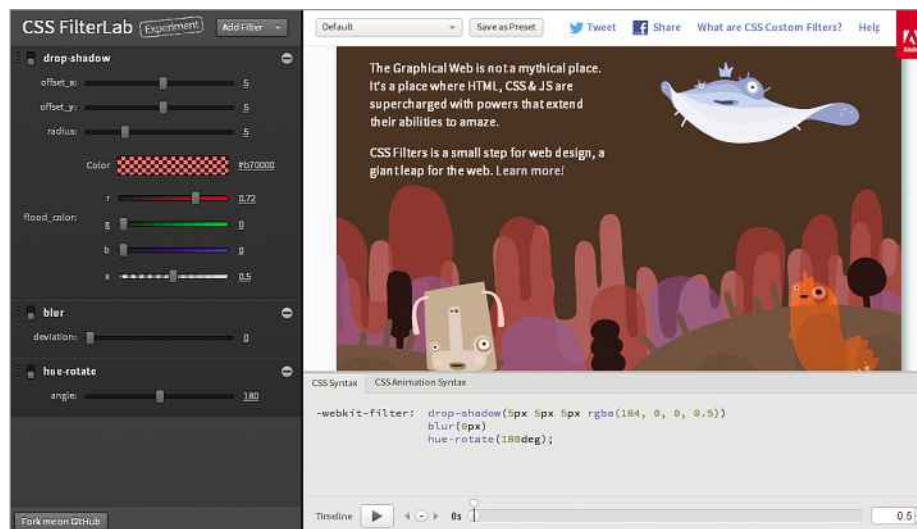 CSS FilterLab Experiment Add Filter
drop-shadow
offset_x: 5
offset_y: 5
radius: 5
Color #b70000
r 0.72
flood_color:
g 0
b 0
a 0.5
blur
deviation: 0
hue-rotate
angle: 180
Fork me on GitHub
Default Save as Preset Tweet Share What are CSS Custom Filters? Help
Adobe
The Graphical Web is not a mythical place.
It's a place where HTML, CSS & JS are
supercharged with powers that extend
their abilities to amaze.
CSS Filters is a small step for web design, a
giant leap for the web. Learn more!
CSS Syntax CSS Animation Syntax
-webkit-filter: drop-shadow(5px 5px 5px rgba(184, 0, 0, 0.5))
blur(0px)
hue-rotate(180deg);
Timeline 0s 0.6